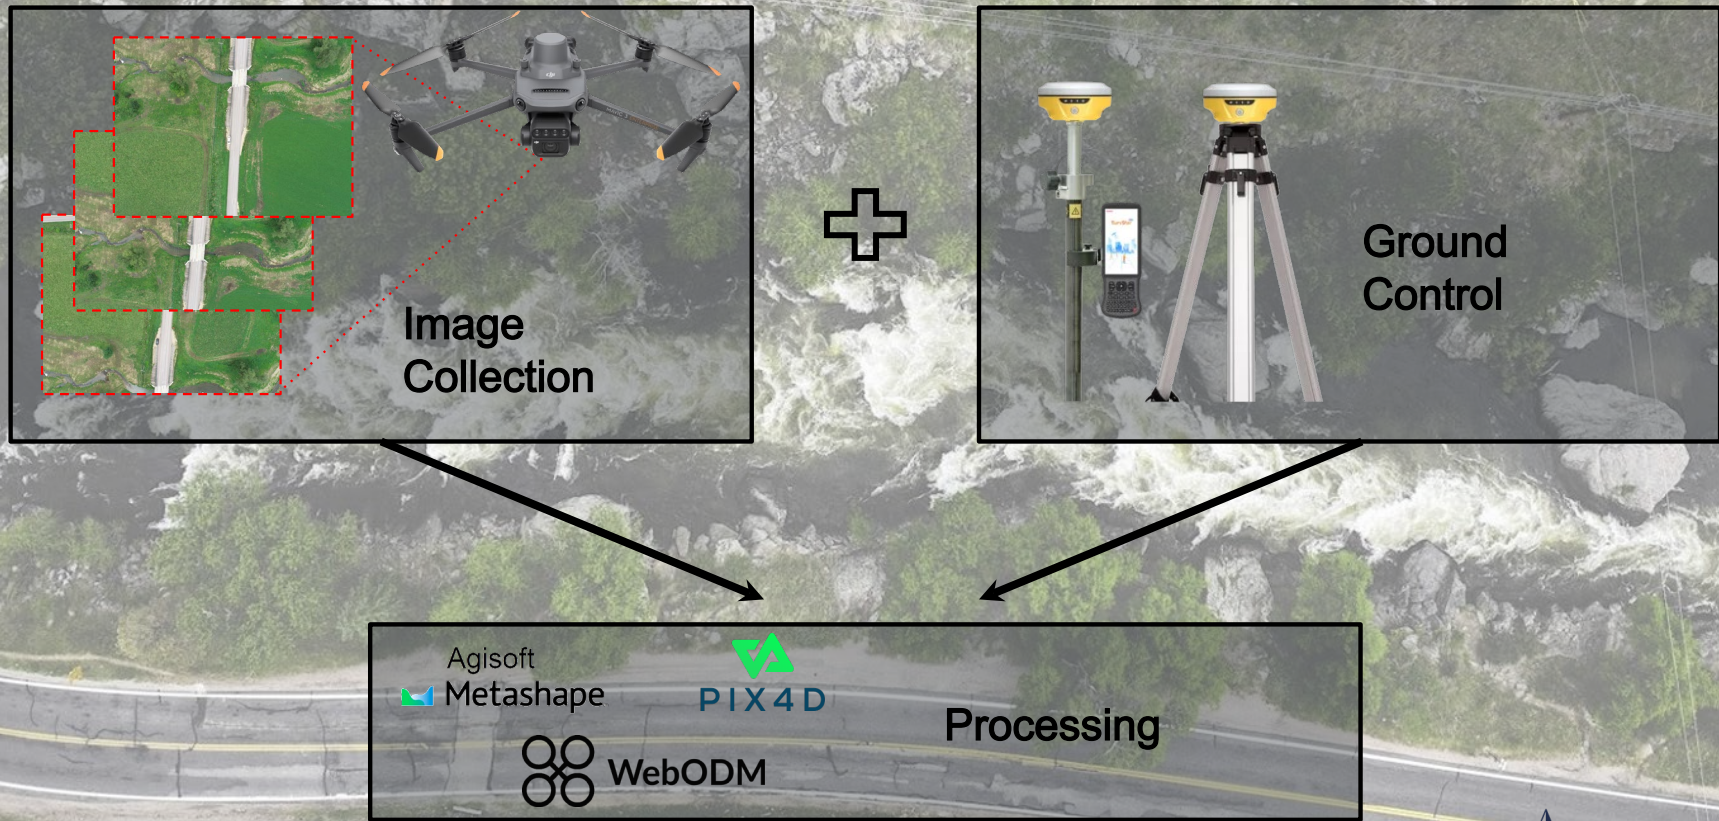 Image
Collection
Ground
Control
Agisoft
Metashape
PIX4D
WebODM
Processing